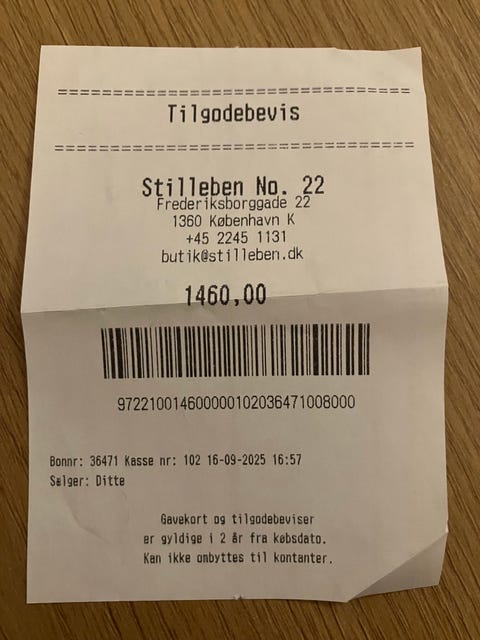 ====================================
Tilgodebevis
====================================
Stilleben No. 22
Frederiksborggade 22
1360 København K
+45 2245 1131
butik@stilleben.dk
1460,00
972210014600000102036471008000
Bonnr: 36471 Kasse nr: 102 16-09-2025 16:57
Sælger: Ditte
Gavekort og tilgodebeviser
er gyldige i 2 år fra købsdato.
Kan ikke ombyttes til kontanter.